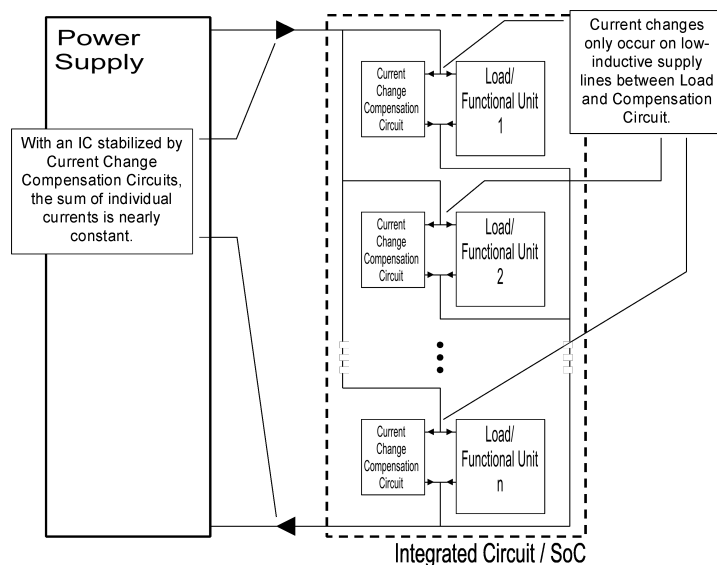 Power
Supply
With an IC stabilized by
Current Change
Compensation Circuits,
the sum of individual
currents is nearly
constant.
Current
Change
Compensation
Circuit
Load/
Functional Unit
1
Current changes
only occur on low-
inductive supply
lines between Load
and Compensation
Circuit.
Current
Change
Compensation
Circuit
Load/
Functional Unit
2
Current
Change
Compensation
Circuit
Load/
Functional Unit
n
Integrated Circuit / SoC